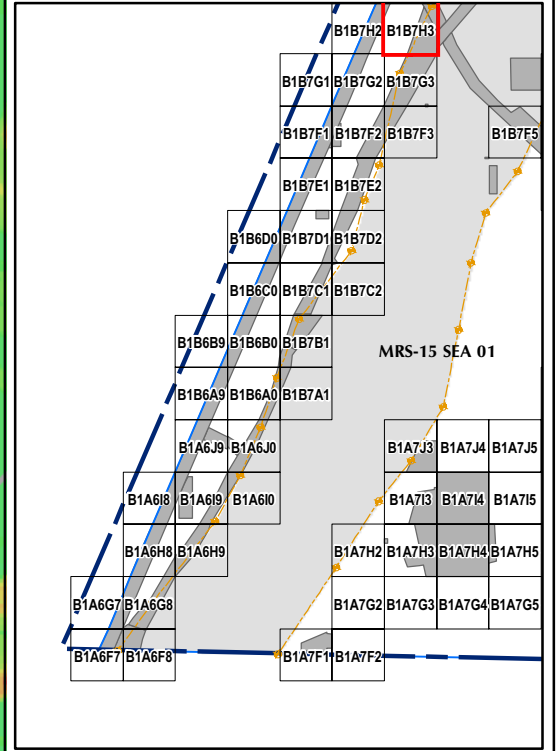 B1B7H2 B1B7H3
B1B7G1 B1B7G2 B1B7G3
B1B7F1 B1B7F2 B1B7F3 B1B7F5
B1B7E1 B1B7E2
B1B6D0 B1B7D1 B1B7D2
B1B6C0 B1B7C1 B1B7C2
B1B6B9 B1B6B0 B1B7B1
MRS-15 SEA 01
B1B6A9 B1B6A0 B1B7A1
B1A6J9 B1A6J0 B1A7J3 B1A7J4 B1A7J5
B1A6I8 B1A6I9 B1A6I0 B1A7I3 B1A7I4 B1A7I5
B1A6H8 B1A6H9 B1A7H2 B1A7H3 B1A7H4 B1A7H5
B1A6G7 B1A6G8 B1A7G2 B1A7G3 B1A7G4 B1A7G5
B1A6F7 B1A6F8 B1A7F1 B1A7F2